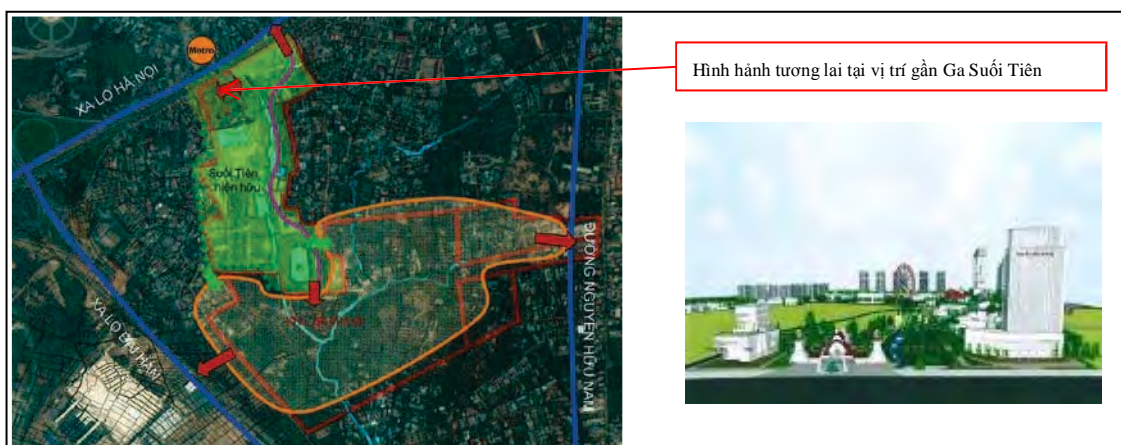 Metro
XA LỘ HÀ NỘI
Hình hảnh tương lai tại vị trí gần Ga Suối Tiên
Suối Tiên
hiện hữu
ĐƯỜNG NGUYỄN HỮU NAM